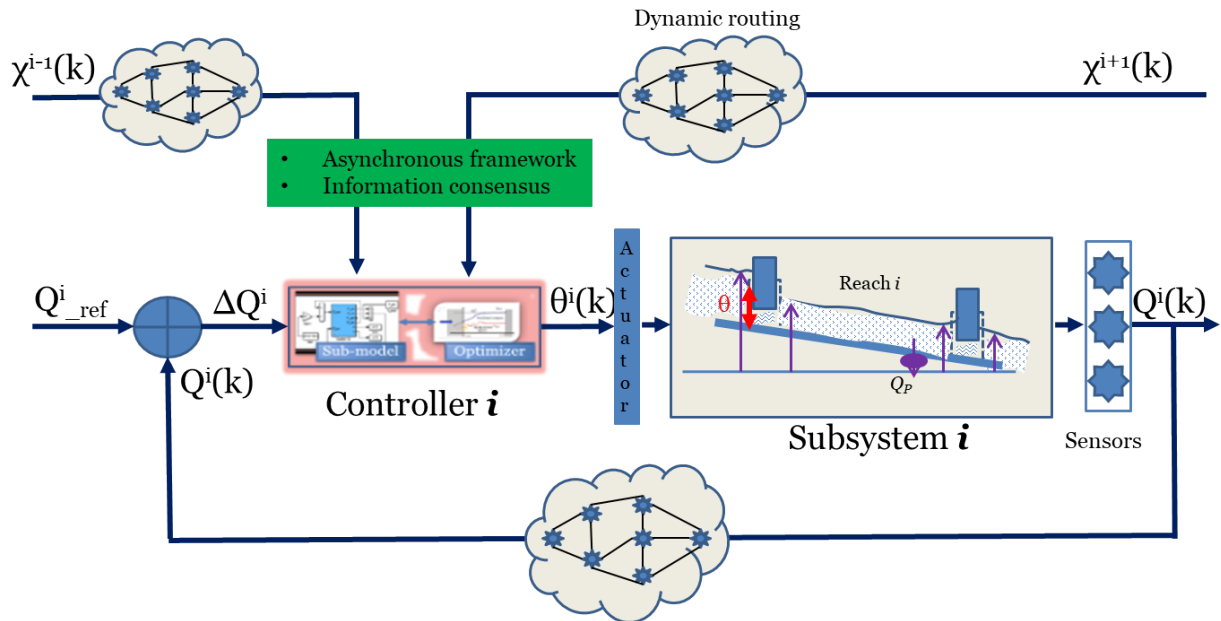 Dynamic routing
χⁱ⁻¹(k)
χⁱ⁺¹(k)
• Asynchronous framework
• Information consensus
Actuator
Reach i
Qⁱ_ref
ΔQⁱ
θⁱ(k)
θ
Qⁱ(k)
Sub-model
Optimizer
Qⁱ(k)
Q_P
Controller i
Subsystem i
Sensors